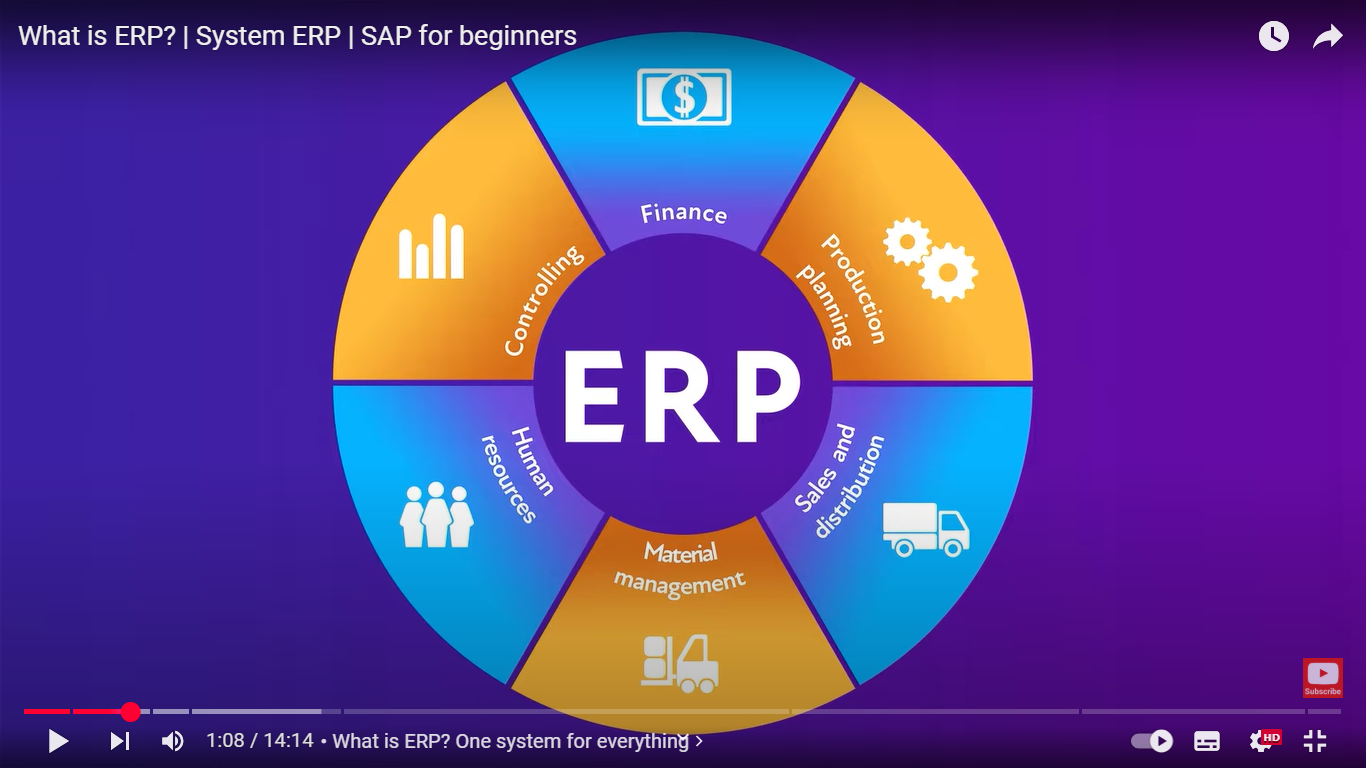 What is ERP? | System ERP | SAP for beginners
Finance
Controlling
Production
planning
ERP
Human
resources
Sales and
distribution
Material
management
Subscribe
1:08 / 14:14 • What is ERP? One system for everything
HD